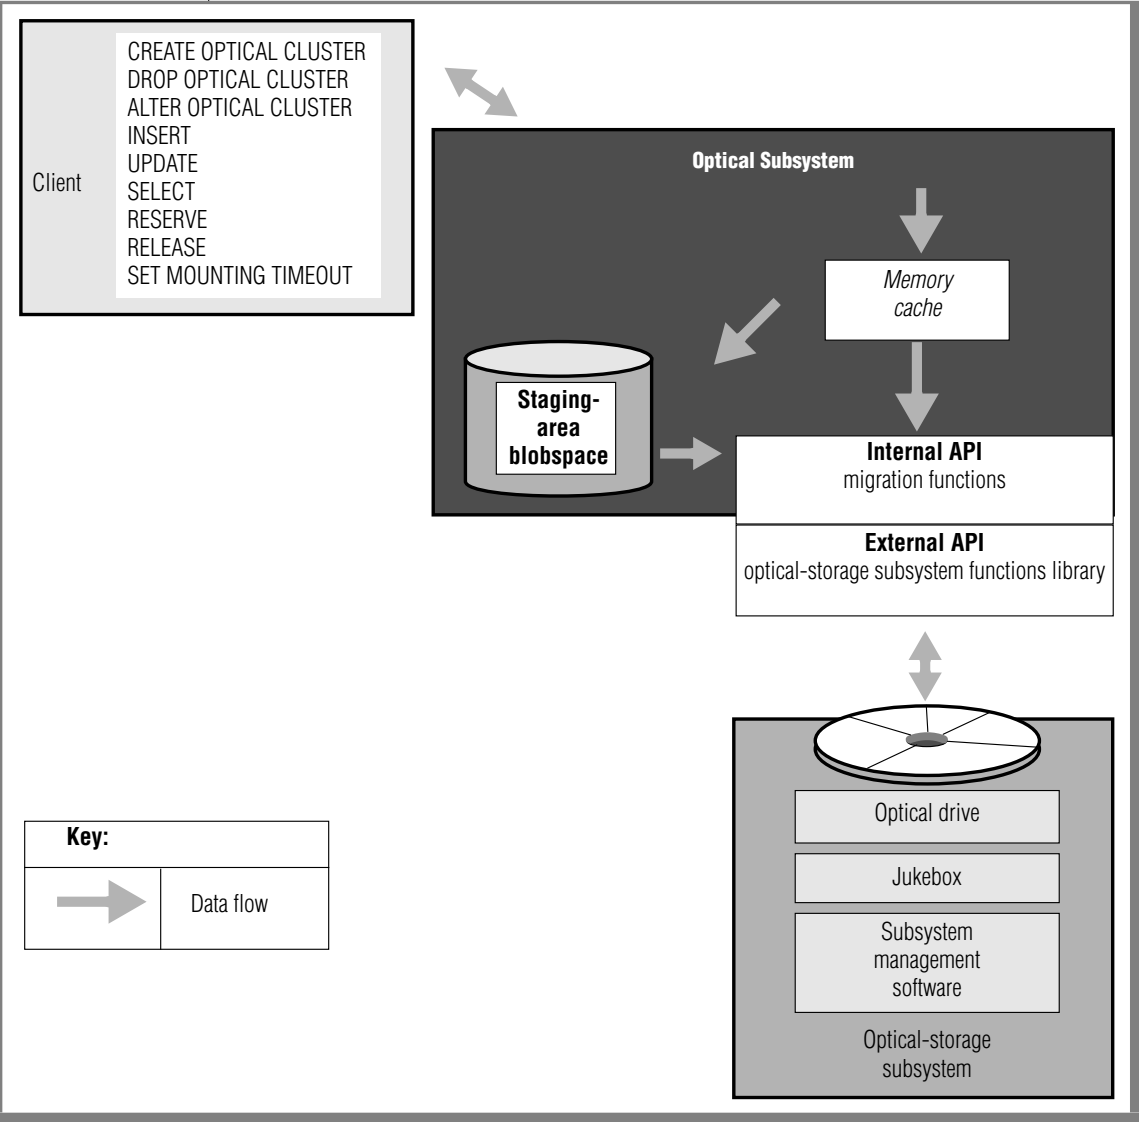 Client
CREATE OPTICAL CLUSTER
DROP OPTICAL CLUSTER
ALTER OPTICAL CLUSTER
INSERT
UPDATE
SELECT
RESERVE
RELEASE
SET MOUNTING TIMEOUT
Optical Subsystem
Memory
cache
Staging-
area
blobspace
Internal API
migration functions
External API
optical-storage subsystem functions library
Optical drive
Jukebox
Subsystem
management
software
Optical-storage
subsystem
Key:
Data flow